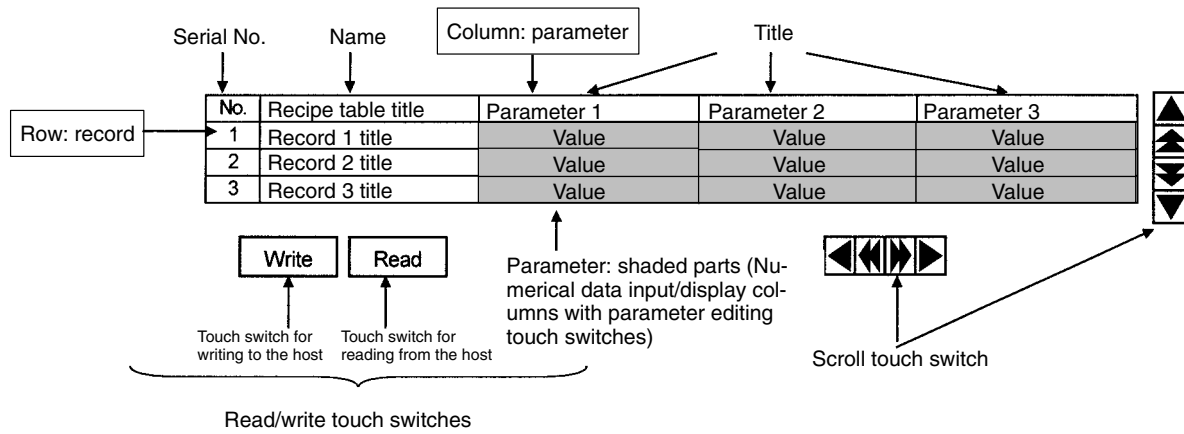 Serial No.
Name
Column: parameter
Title
Row: record
No. Recipe table title Parameter 1 Parameter 2 Parameter 3
1 Record 1 title Value Value Value
2 Record 2 title Value Value Value
3 Record 3 title Value Value Value
Write
Read
Touch switch for
writing to the host
Touch switch for
reading from the host
Parameter: shaded parts (Nu-
merical data input/display col-
umns with parameter editing
touch switches)
Scroll touch switch
Read/write touch switches